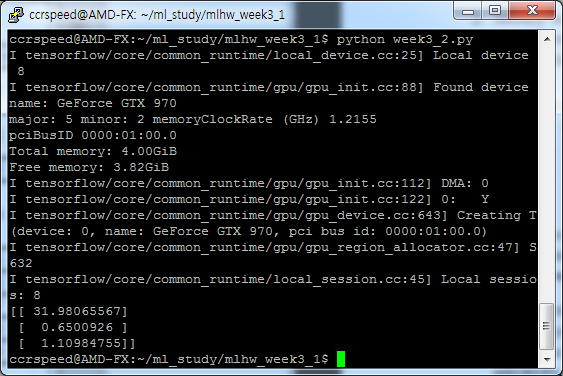 ccrspeed@AMD-FX: ~/ml_study/mlhw_week3_1
ccrspeed@AMD-FX:~/ml_study/mlhw_week3_1$ python week3_2.py
I tensorflow/core/common_runtime/local_device.cc:25] Local device
 8
I tensorflow/core/common_runtime/gpu/gpu_init.cc:88] Found device
name: GeForce GTX 970
major: 5 minor: 2 memoryClockRate (GHz) 1.2155
pciBusID 0000:01:00.0
Total memory: 4.00GiB
Free memory: 3.82GiB
I tensorflow/core/common_runtime/gpu/gpu_init.cc:112] DMA: 0
I tensorflow/core/common_runtime/gpu/gpu_init.cc:122] 0:   Y
I tensorflow/core/common_runtime/gpu/gpu_device.cc:643] Creating T
(device: 0, name: GeForce GTX 970, pci bus id: 0000:01:00.0)
I tensorflow/core/common_runtime/gpu/gpu_region_allocator.cc:47] S
632
I tensorflow/core/common_runtime/local_session.cc:45] Local sessio
s: 8
[[ 31.98065567]
 [  0.6500926 ]
 [  1.10984755]]
ccrspeed@AMD-FX:~/ml_study/mlhw_week3_1$